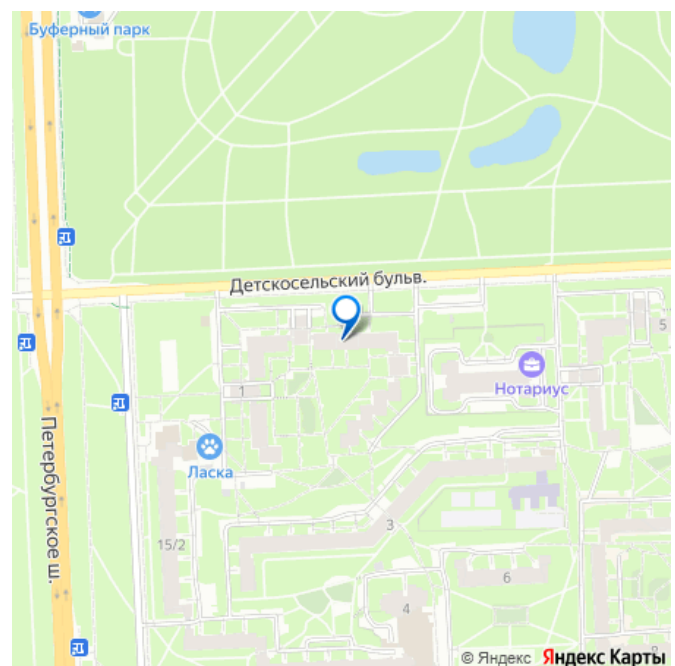 Буферный парк
Детскосельский бульв.
5
Нотариус
1
Ласка
Петербургское ш.
15/2
3
6
4
© Яндекс Яндекс Карты